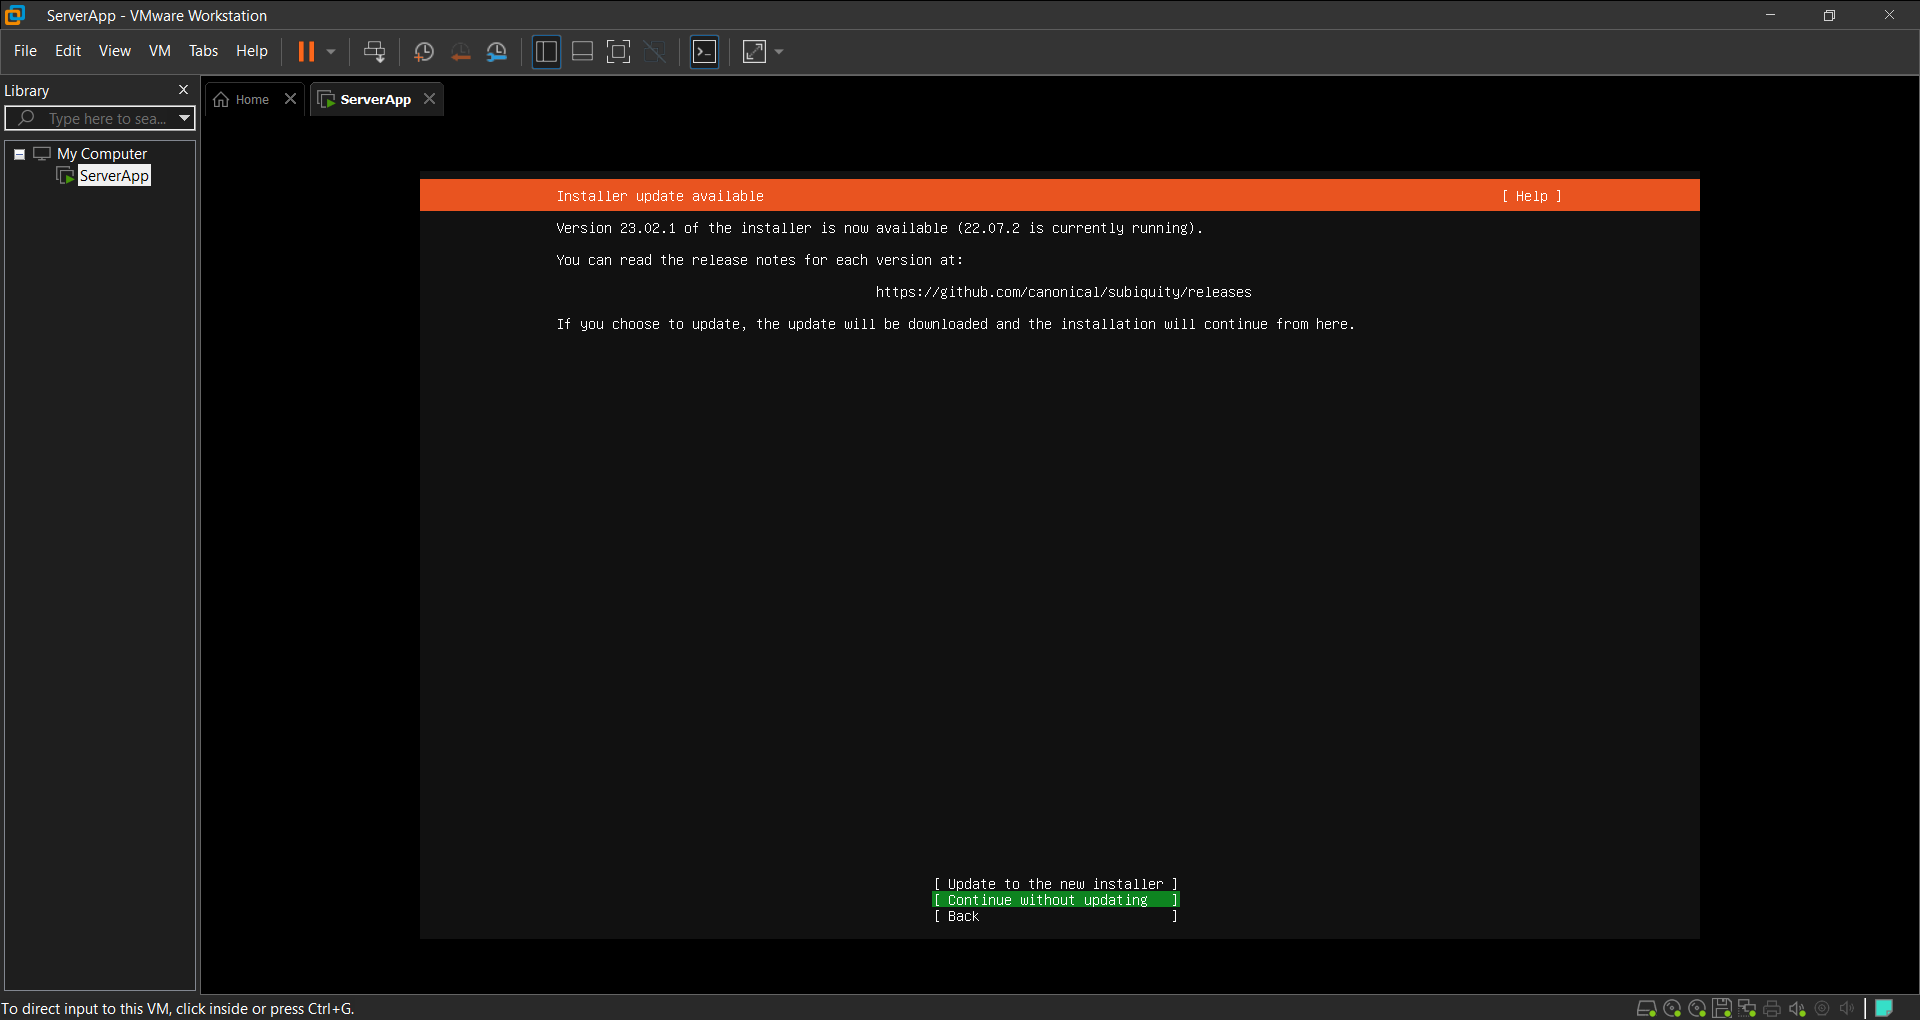 ServerApp - VMware Workstation
File Edit View VM Tabs Help
Library
Type here to sea...
My Computer
ServerApp
Home
ServerApp
Installer update available [ Help ]
Version 23.02.1 of the installer is now available (22.07.2 is currently running).
You can read the release notes for each version at:
https://github.com/canonical/subiquity/releases
If you choose to update, the update will be downloaded and the installation will continue from here.
[ Update to the new installer ]
[ Continue without updating ]
[ Back ]
To direct input to this VM, click inside or press Ctrl+G.